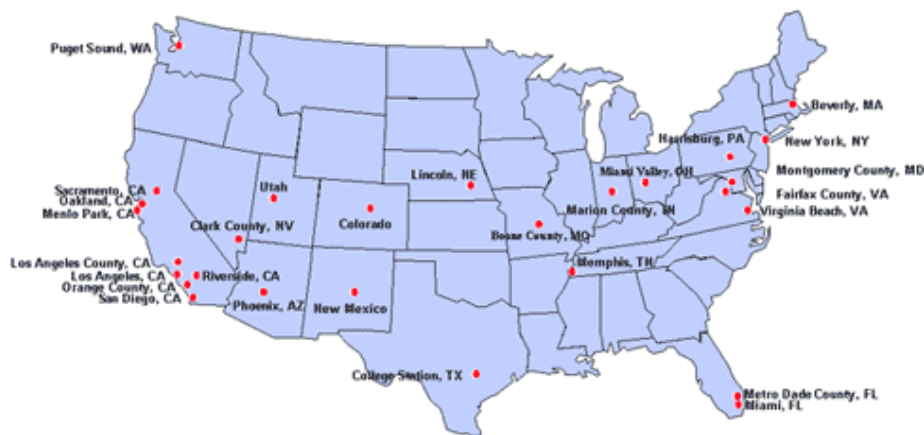 Puget Sound, WA
Beverly, MA
Harrisburg, PA
New York, NY
Lincoln, NE
Miami Valley, OH
Montgomery County, MD
Sacramento, CA
Utah
Fairfax County, VA
Oakland, CA
Menlo Park, CA
Colorado
Marion County, IN
Virginia Beach, VA
Clark County, NV
Boone County, MO
Los Angeles County, CA
Memphis, TN
Los Angeles, CA
Riverside, CA
Orange County, CA
San Diego, CA
Phoenix, AZ
New Mexico
College Station, TX
Metro Dade County, FL
Miami, FL